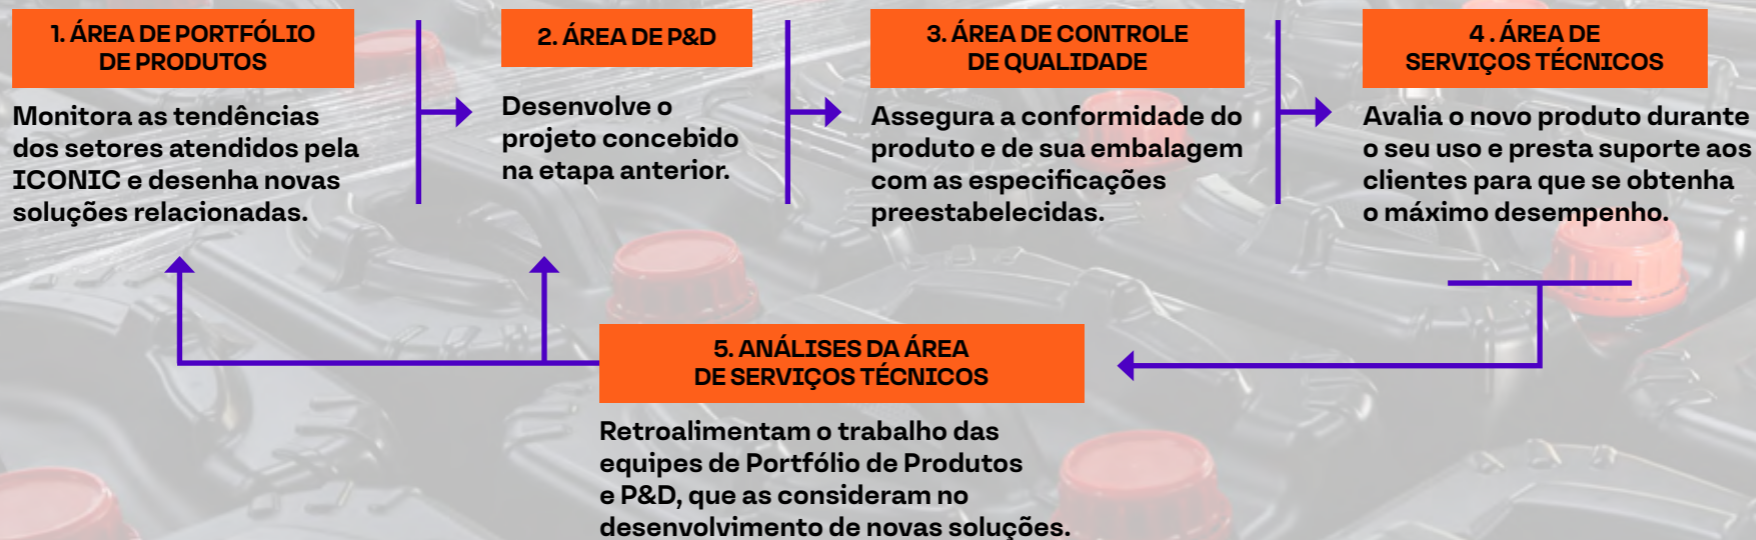 1. ÁREA DE PORTFÓLIO
DE PRODUTOS
Monitora as tendências
dos setores atendidos pela
ICONIC e desenha novas
soluções relacionadas.
2. ÁREA DE P&D
Desenvolve o
projeto concebido
na etapa anterior.
3. ÁREA DE CONTROLE
DE QUALIDADE
Assegura a conformidade do
produto e de sua embalagem
com as especificações
preestabelecidas.
4 . ÁREA DE
SERVIÇOS TÉCNICOS
Avalia o novo produto durante
o seu uso e presta suporte aos
clientes para que se obtenha
o máximo desempenho.
5. ANÁLISES DA ÁREA
DE SERVIÇOS TÉCNICOS
Retroalimentam o trabalho das
equipes de Portfólio de Produtos
e P&D, que as consideram no
desenvolvimento de novas soluções.